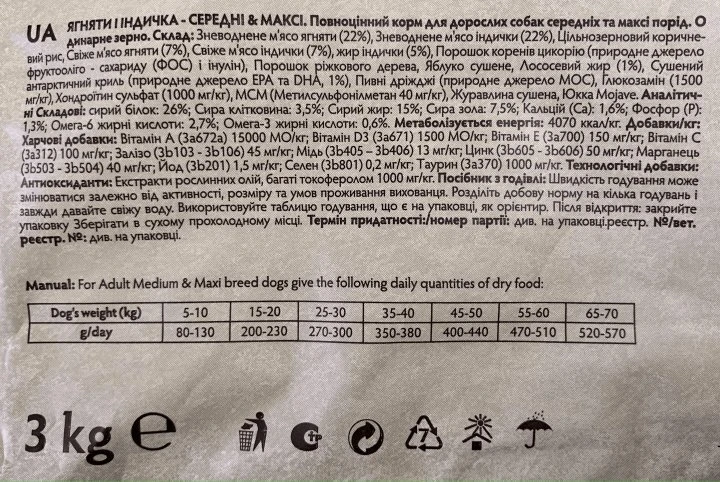 UA ЯГНЯТИ І ІНДИЧКА - СЕРЕДНІ & МАКСІ. Повноцінний корм для дорослих собак середніх та максі порід. О
динарне зерно. Склад: Зневоднене м'ясо ягняти (22%), Зневоднене м'ясо індички (22%), Цільнозерновий коричне-
вий рис, Свіже м'ясо ягняти (7%), Свіже м'ясо індички (7%), жир індички (5%), Порошок коренів цикорію (природне джерело
фруктооліго - сахариду (ФОС) і інулін), Порошок ріжкового дерева, Яблуко сушене, Лососевий жир (1%), Сушений
антарктичний криль (природне джерело EPA та DHA, 1%), Пивні дріжджі (природне джерело МОС), Глюкозамін (1500
мг/кг), Хондроїтин сульфат (1000 мг/кг), МСМ (Метилсульфонілметан 40 мг/кг), Журавлина сушена, Юкка Mojave. Аналітич-
ні Складові: сирий білок: 26%; Сира клітковина: 3,5%; Сирий жир: 15%; Сира зола: 7,5%; Кальцій (Ca): 1,6%; Фосфор (P):
1,3%; Омега-6 жирні кислоти: 2,7%; Омега-3 жирні кислоти: 0,6%. Метаболізується енергія: 4070 ккал/кг. Добавки/кг:
Харчові добавки: Вітамін А (3a672a) 15000 МО/кг; Вітамін D3 (3a671) 1500 МО/кг; Вітамін E (3a700) 150 мг/кг; Вітамін C
(3a312) 100 мг/кг; Залізо (3b103 - 3b106) 45 мг/кг; Мідь (3b405 – 3b406) 13 мг/кг; Цинк (3b605 - 3b606) 50 мг/кг; Марганець
(3b503 - 3b504) 40 мг/кг; Йод (3b201) 1,5 мг/кг; Селен (3b801) 0,2 мг/кг; Таурин (3a370) 1000 мг/кг. Технологічні добавки:
Антиоксиданти: Екстракти рослинних олій, багаті токоферолом 1000 мг/кг. Посібник з годівлі: Швидкість годування може
змінюватися залежно від активності, розміру та умов проживання вихованця. Розділіть добову норму на кілька годувань і
завжди давайте свіжу воду. Використовуйте таблицю годування, що є на упаковці, як орієнтир. Після відкриття: закрийте
упаковку Зберігати в сухому прохолодному місці. Термін придатності:/номер партії: див. на упаковці.реєстр. №/вет.
реєстр. №: див. на упаковці.
Manual: For Adult Medium & Maxi breed dogs give the following daily quantities of dry food:
Dog's weight (kg) 5-10 15-20 25-30 35-40 45-50 55-60 65-70
g/day 80-130 200-230 270-300 350-380 400-440 470-510 520-570
3 kg e
tp
7